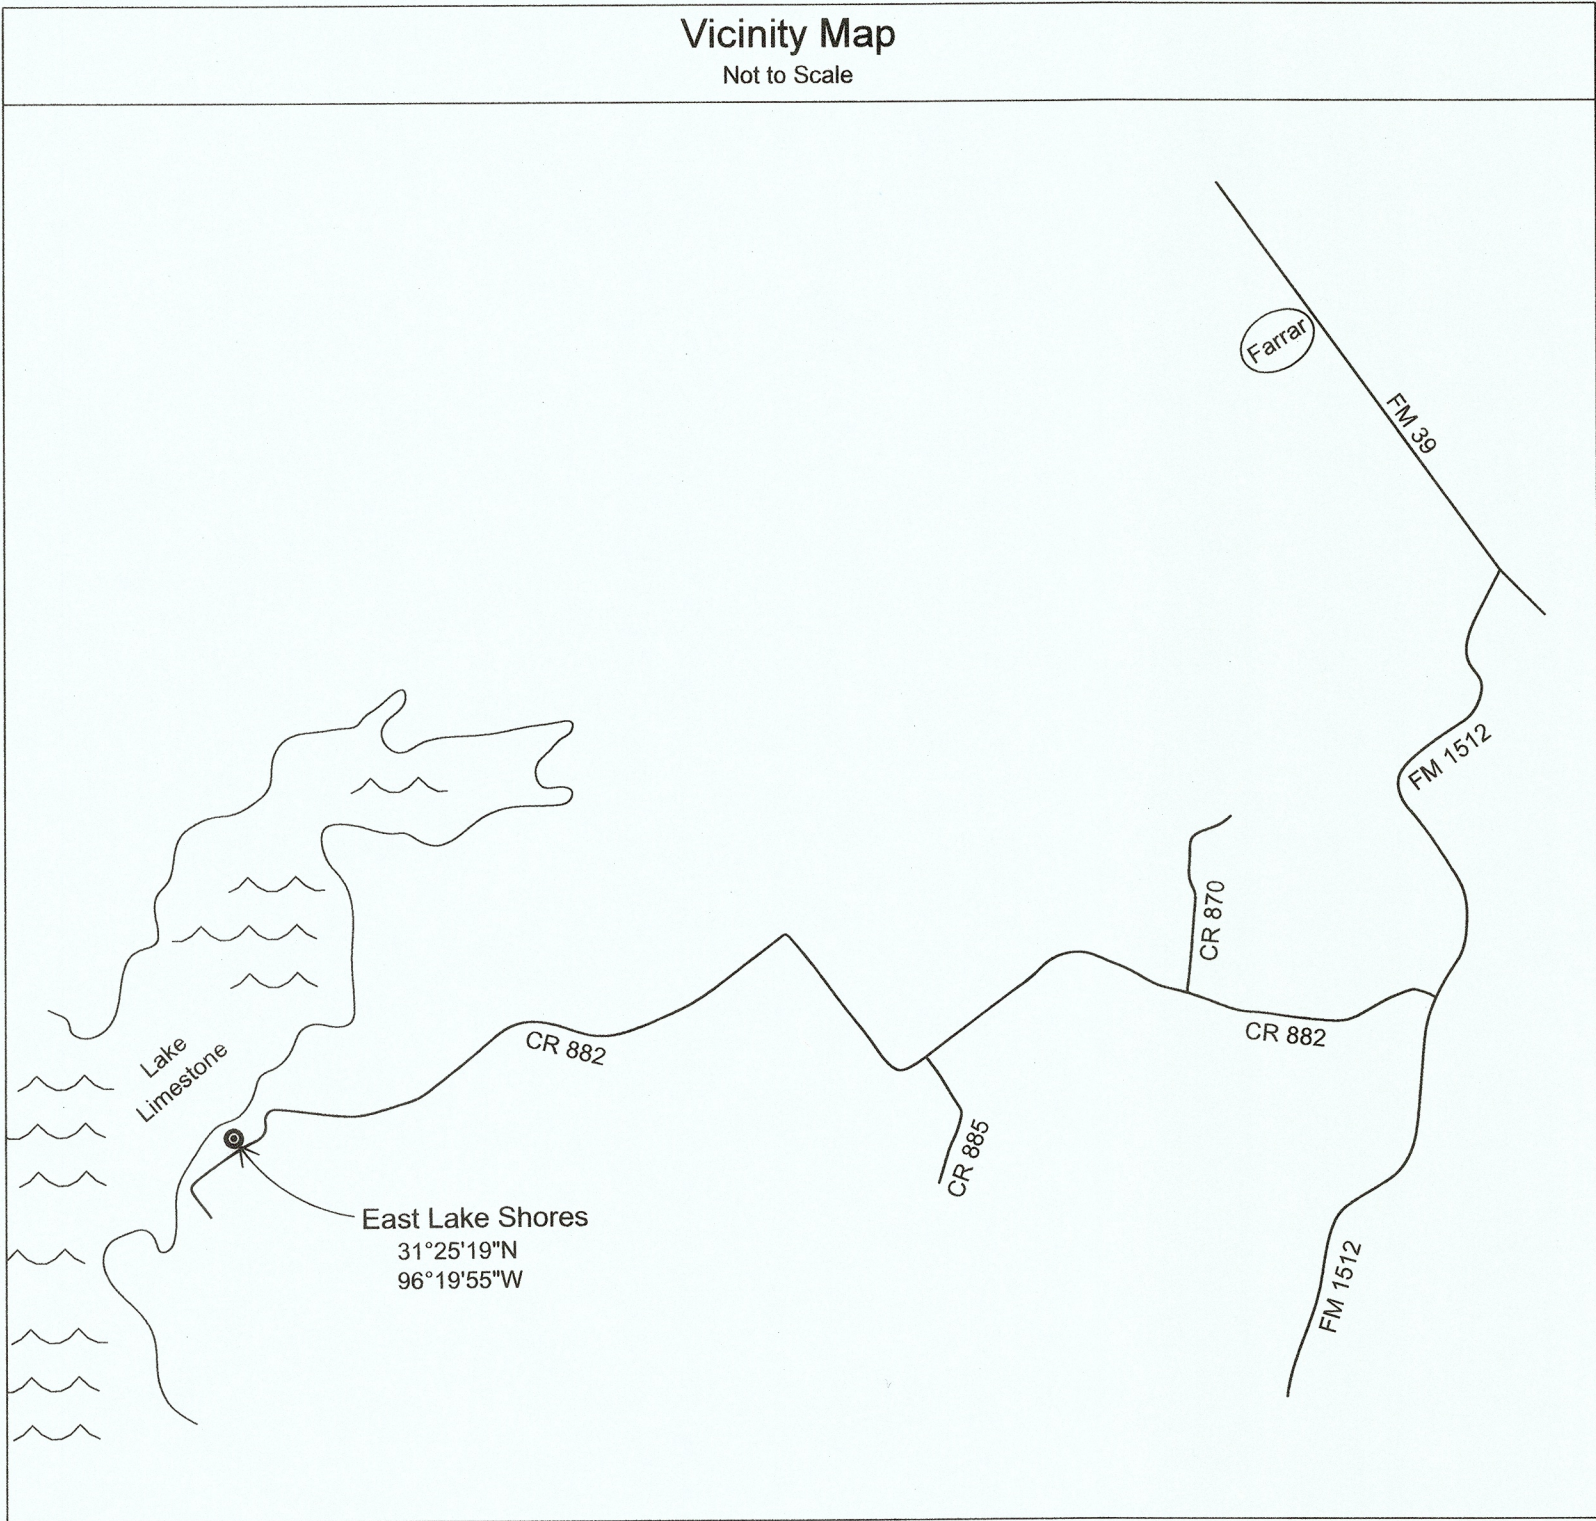 Vicinity Map
Not to Scale
Farrar
FM 39
FM 1512
CR 870
CR 882
CR 882
Lake
Limestone
CR 885
East Lake Shores
31°25'19"N
96°19'55"W
FM 1512